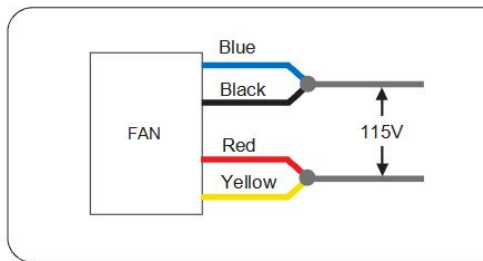 Blue
Black
FAN
115V
Red
Yellow